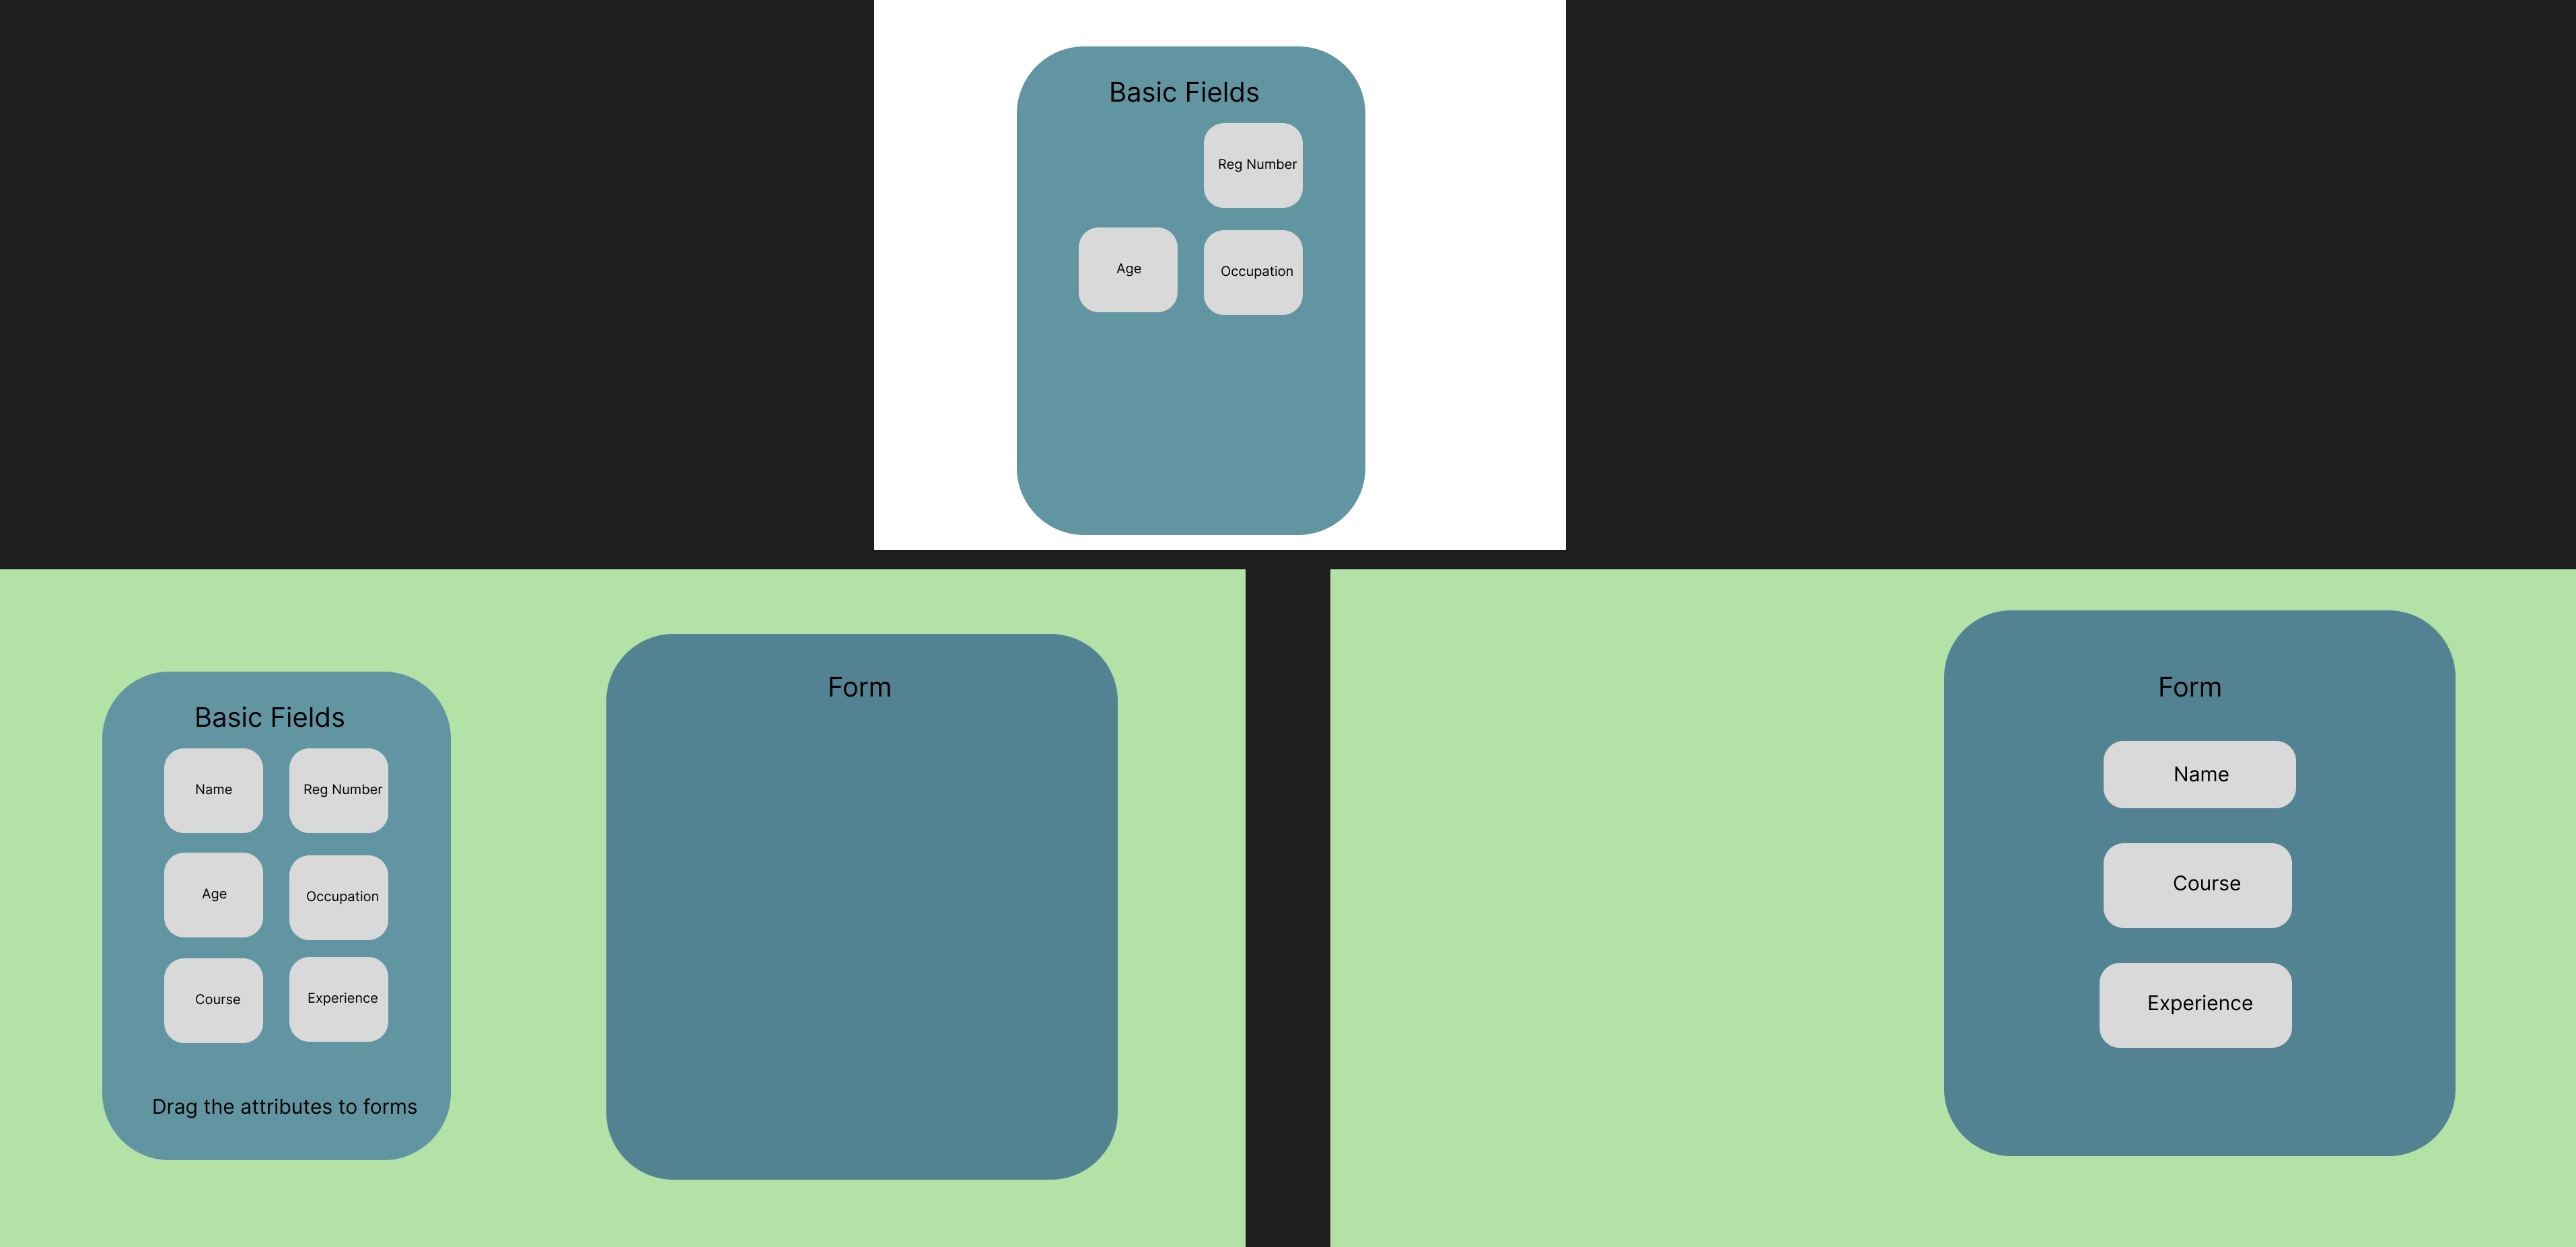 Basic Fields
Reg Number
Age
Occupation
Basic Fields
Name
Reg Number
Age
Occupation
Course
Experience
Drag the attributes to forms
Form
Form
Name
Course
Experience